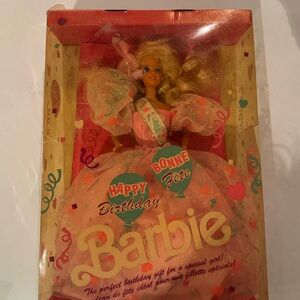 HAPPY
Birthday
BONNE
Fête
Barbie
The perfect birthday gift for a special girl!
cadeau de fête idéal pour une fillette spéciale!